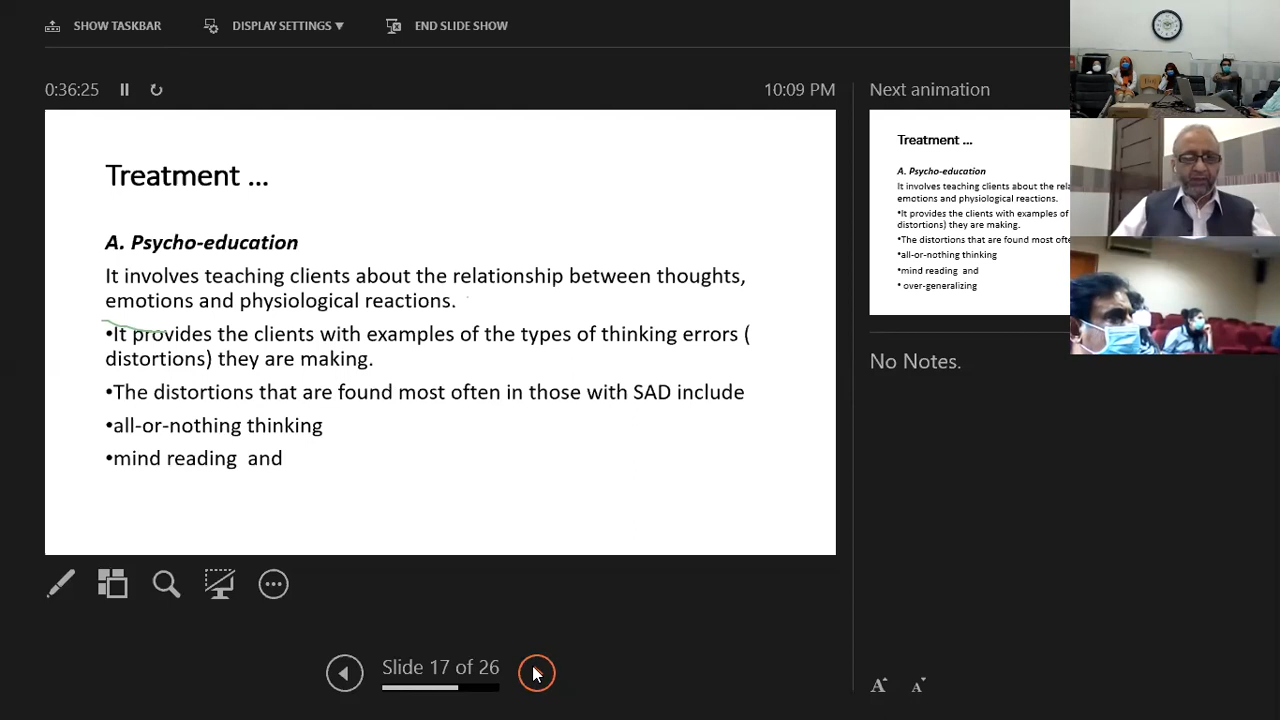 SHOW TASKBAR
DISPLAY SETTINGS ▼
END SLIDE SHOW
0:36:25
10:09 PM
Treatment ...
A. Psycho-education
It involves teaching clients about the relationship between thoughts,
emotions and physiological reactions.
•It provides the clients with examples of the types of thinking errors (
distortions) they are making.
•The distortions that are found most often in those with SAD include
•all-or-nothing thinking
•mind reading  and
Slide 17 of 26
Next animation
Treatment ...
A. Psycho-education
It involves teaching clients about the rela
emotions and physiological reactions.
•It provides the clients with examples of
distortions) they are making.
•The distortions that are found most ofte
•all-or-nothing thinking
•mind reading  and
• over-generalizing
No Notes.
A A